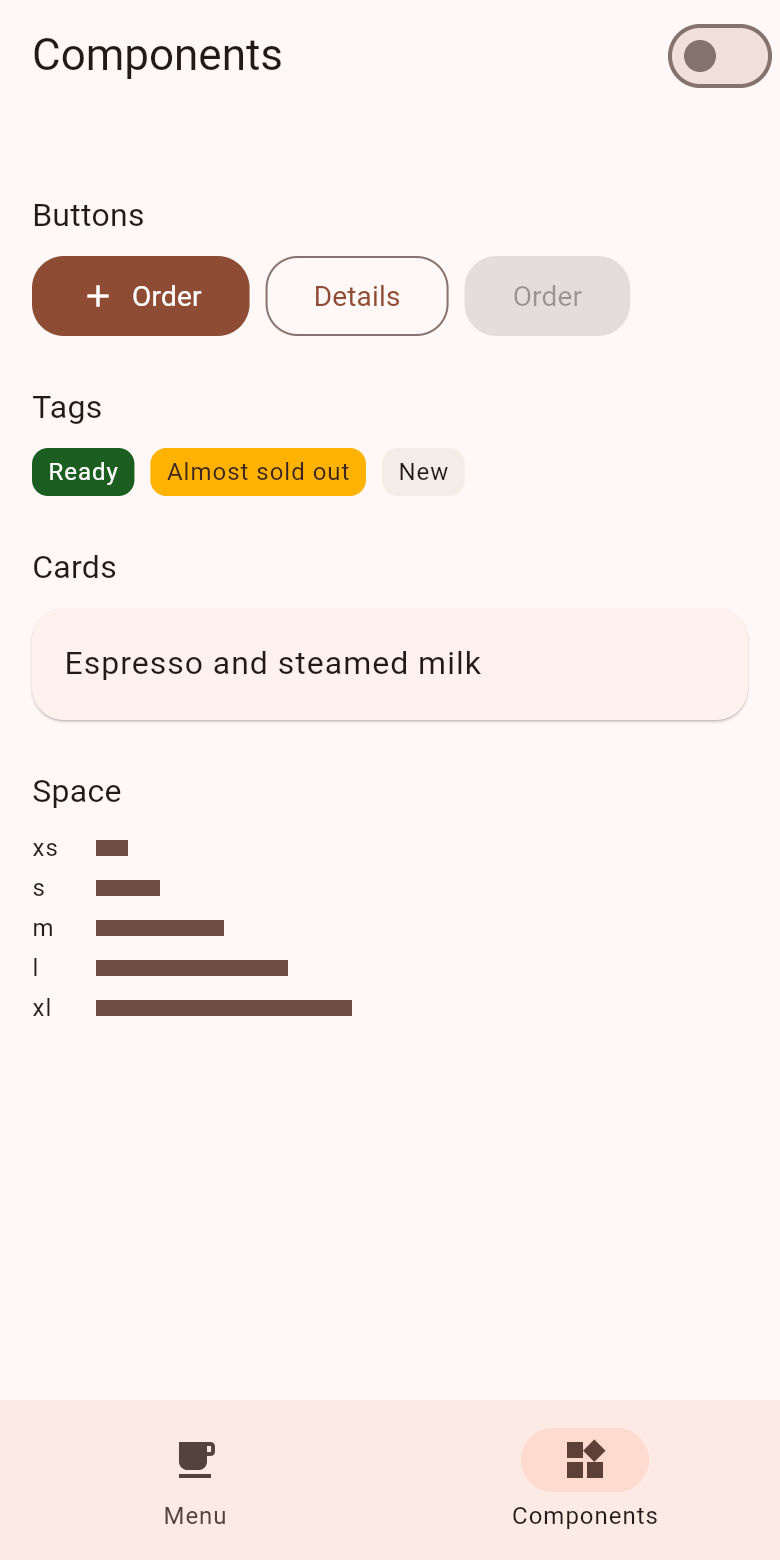 Components
Buttons
Order
Details
Order
Tags
Ready
Almost sold out
New
Cards
Espresso and steamed milk
Space
xs
s
m
l
xl
Menu
Components